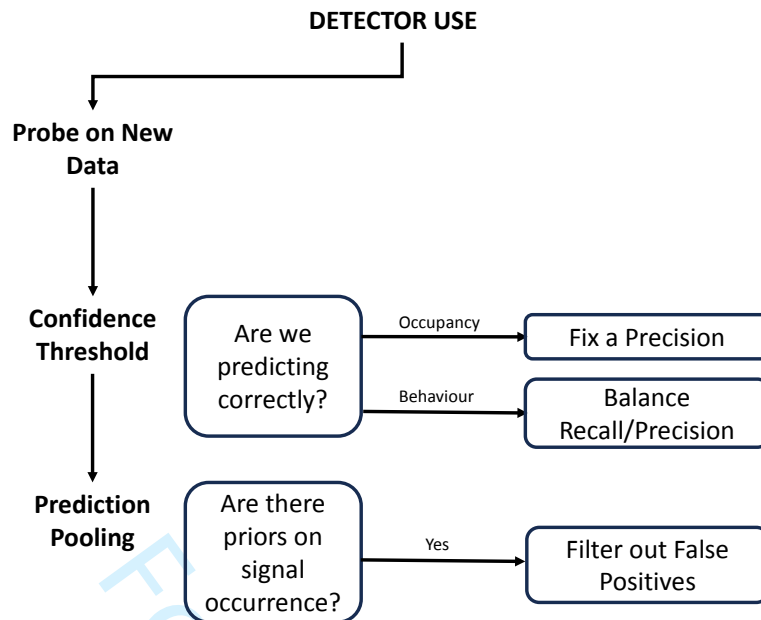 DETECTOR USE
Probe on New
Data
Confidence
Threshold
Are we
predicting
correctly?
Occupancy
Fix a Precision
Behaviour
Balance
Recall/Precision
Prediction
Pooling
Are there
priors on
signal
occurrence?
Yes
Filter out False
Positives